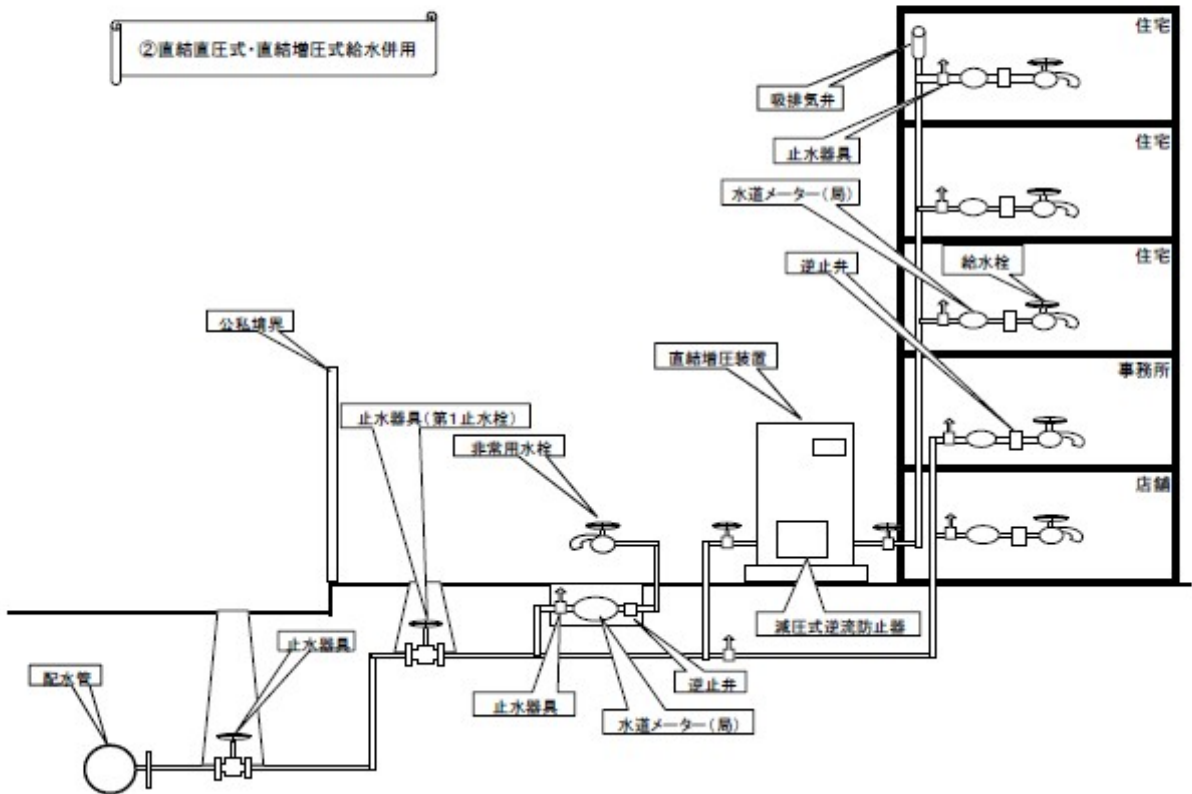 ②直結直圧式・直結増圧式給水併用
住宅
吸排気弁
止水器具
住宅
水道メーター(局)
逆止弁
給水栓
住宅
公私境界
直結増圧装置
事務所
止水器具(第1止水栓)
非常用水栓
店舗
減圧式逆流防止器
止水器具
配水管
逆止弁
止水器具
水道メーター(局)